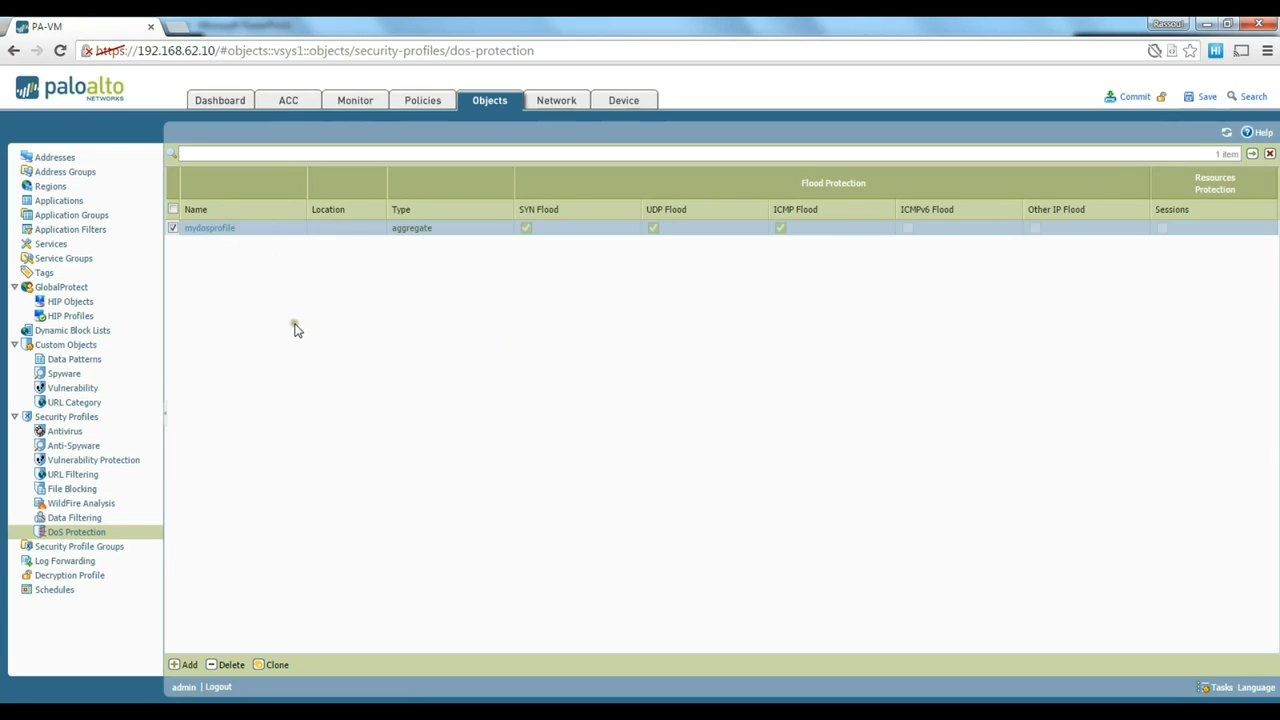 PA-VM
Microsoft PowerPoint
Rassoul
https://192.168.62.10/#objects::vsys1::objects/security-profiles/dos-protection
Hi
paloalto
NETWORKS
Dashboard
ACC
Monitor
Policies
Objects
Network
Device
Commit
Save
Search
Help
1 item
Addresses
Address Groups
Regions
Applications
Application Groups
Application Filters
Services
Service Groups
Tags
GlobalProtect
HIP Objects
HIP Profiles
Dynamic Block Lists
Custom Objects
Data Patterns
Spyware
Vulnerability
URL Category
Security Profiles
Antivirus
Anti-Spyware
Vulnerability Protection
URL Filtering
File Blocking
WildFire Analysis
Data Filtering
DoS Protection
Security Profile Groups
Log Forwarding
Decryption Profile
Schedules
Flood Protection
Resources
Protection
Name
Location
Type
SYN Flood
UDP Flood
ICMP Flood
ICMPv6 Flood
Other IP Flood
Sessions
mydosprofile
aggregate
Add
Delete
Clone
admin | Logout
Tasks
Language